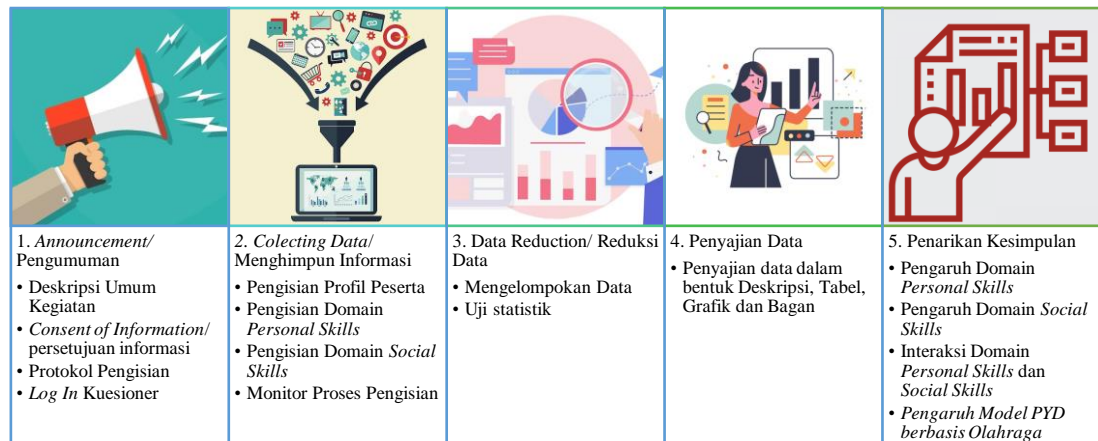 1. Announcement/
Pengumuman
• Deskripsi Umum
Kegiatan
• Consent of Information/
persetujuan informasi
• Protokol Pengisian
• Log In Kuesioner
2. Colecting Data/
Menghimpun Informasi
• Pengisian Profil Peserta
• Pengisian Domain
Personal Skills
• Pengisian Domain Social
Skills
• Monitor Proses Pengisian
3. Data Reduction/ Reduksi
Data
• Mengelompokan Data
• Uji statistik
4. Penyajian Data
• Penyajian data dalam
bentuk Deskripsi, Tabel,
Grafik dan Bagan
5. Penarikan Kesimpulan
• Pengaruh Domain
Personal Skills
• Pengaruh Domain Social
Skills
• Interaksi Domain
Personal Skills dan
Social Skills
• Pengaruh Model PYD
berbasis Olahraga